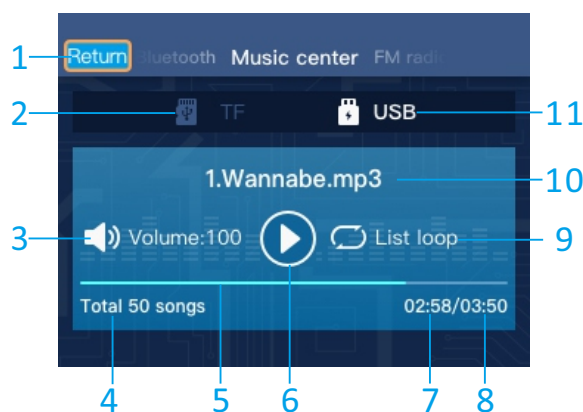 1 Return Bluetooth Music center FM radio
2 TF USB 11
1.Wannabe.mp3 10
3 Volume:100 List loop 9
Total 50 songs 02:58/03:50
4 5 6 7 8